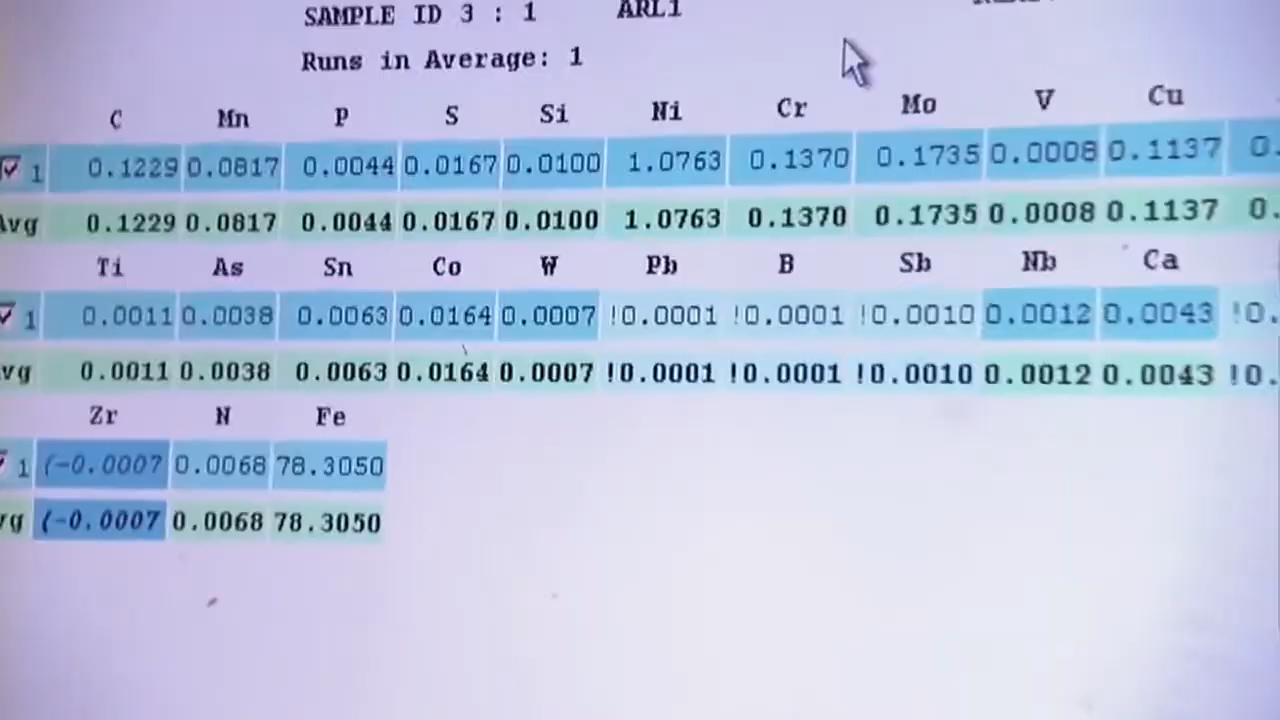 SAMPLE ID 3 : 1 ARL1
Runs in Average: 1
C Mn P S Si Ni Cr Mo V Cu
1 0.1229 0.0817 0.0044 0.0167 0.0100 1.0763 0.1370 0.1735 0.0008 0.1137 0.
Avg 0.1229 0.0817 0.0044 0.0167 0.0100 1.0763 0.1370 0.1735 0.0008 0.1137 0.
Ti As Sn Co W Pb B Sb Nb Ca
1 0.0011 0.0038 0.0063 0.0164 0.0007 !0.0001 !0.0001 !0.0010 0.0012 0.0043 !0.
vg 0.0011 0.0038 0.0063 0.0164 0.0007 !0.0001 !0.0001 !0.0010 0.0012 0.0043 !0.
Zr N Fe
1 (-0.0007 0.0068 78.3050
vg (-0.0007 0.0068 78.3050